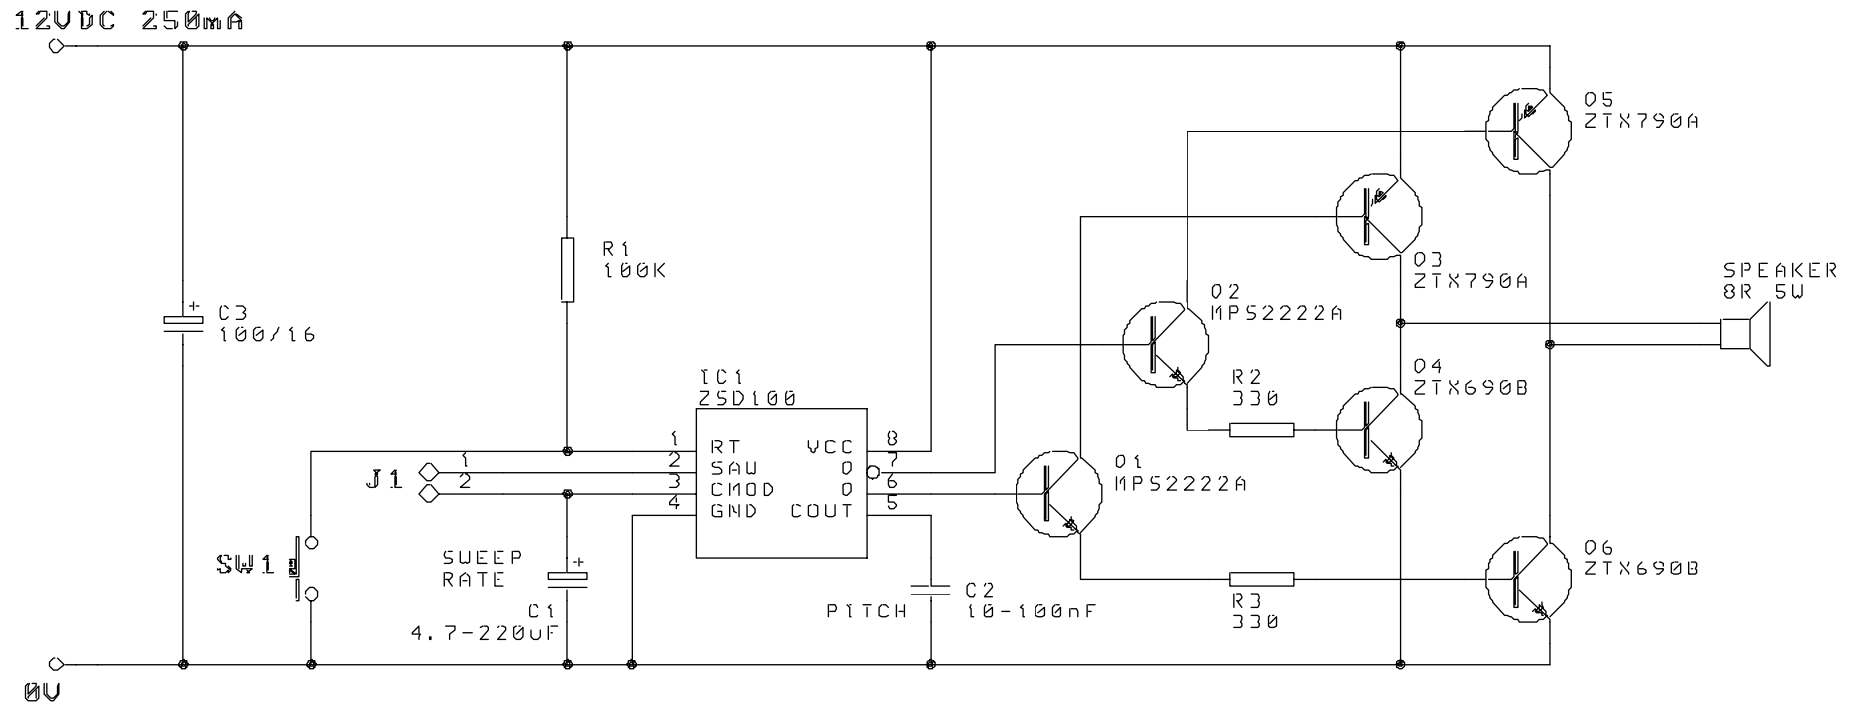 12VDC 250mA
Q5
ZTX790A
R1
100K
Q3
ZTX790A
SPEAKER
8R 5W
C3
100/16
+
Q2
MPS2222A
IC1
ZSD100
R2
330
Q4
ZTX690B
1 RT VCC 8
1 2 SAW Q 7
J1
2 3 CMOD Q 6
4 GND COUT 5
Q1
MPS2222A
SW1
SWEEP
RATE
+
C1
4.7-220uF
PITCH
C2
10-100nF
R3
330
Q6
ZTX690B
0V